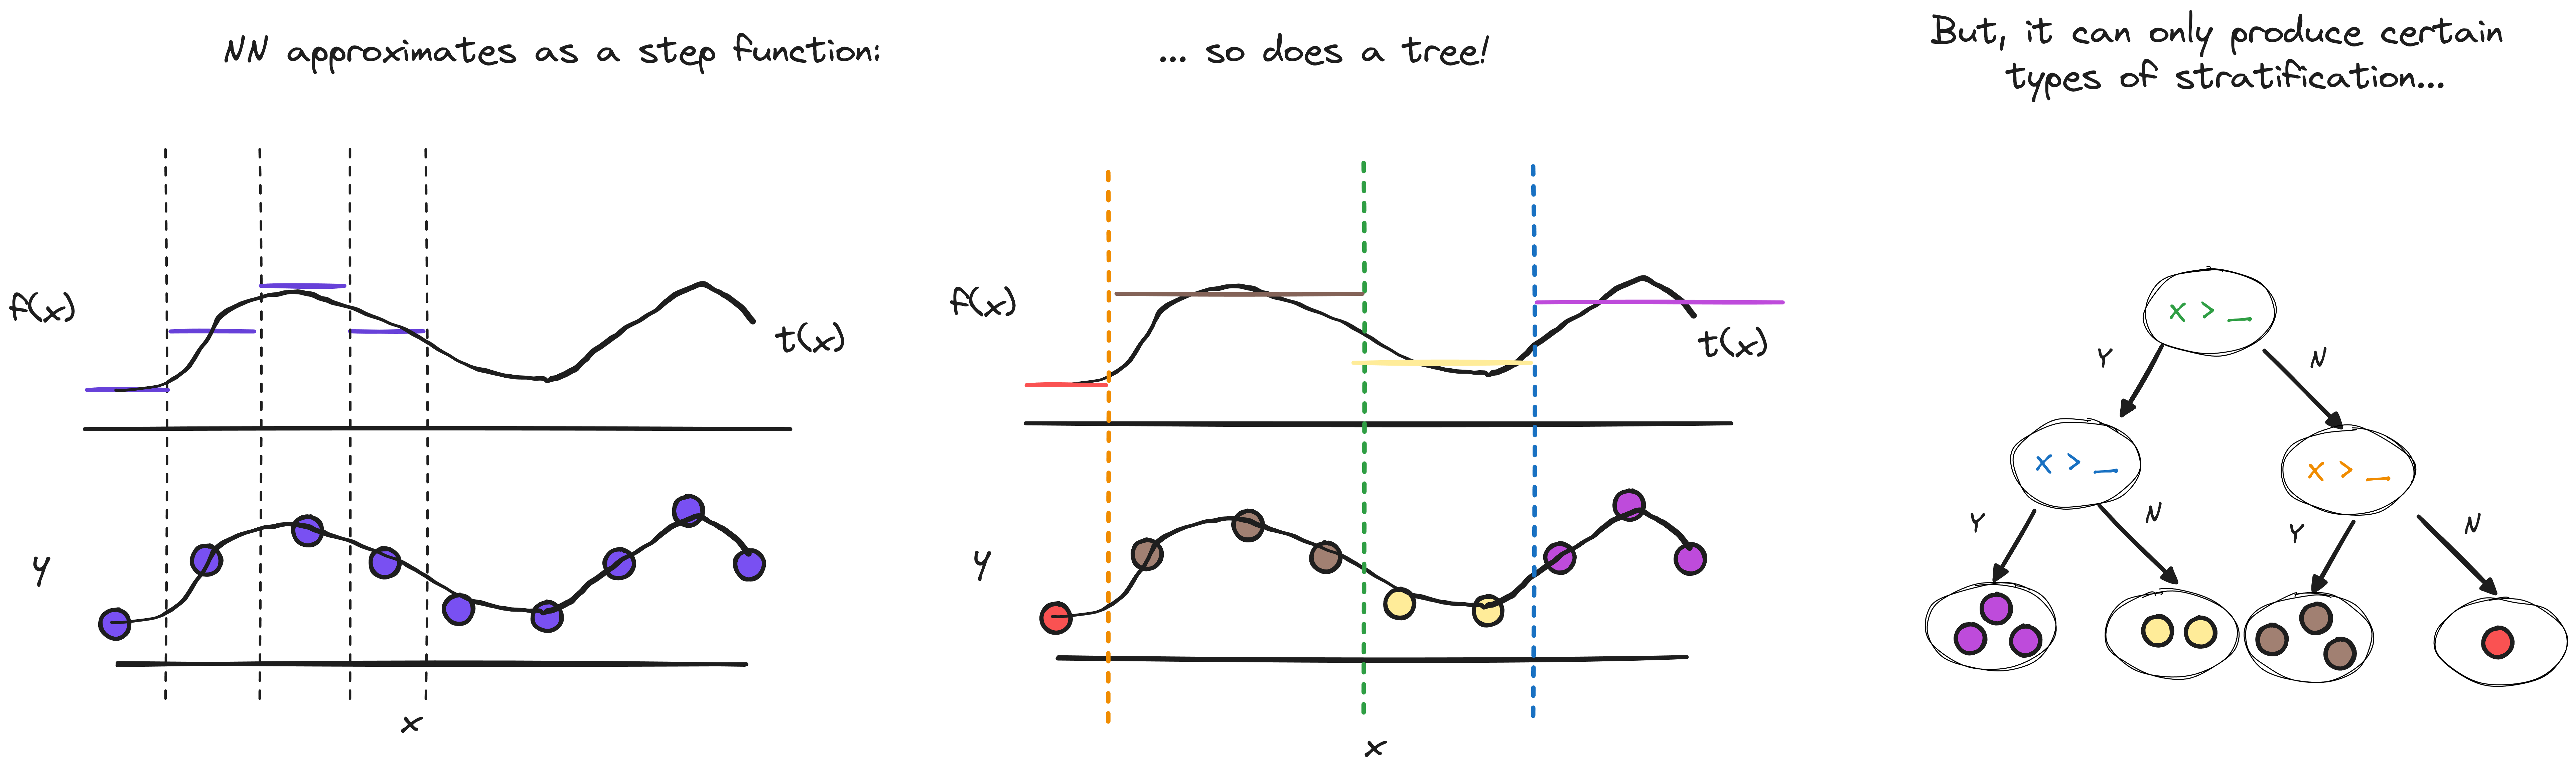 NN approximates as a step function:
f(x)
t(x)
y
x
... so does a tree!
f(x)
t(x)
y
x
But, it can only produce certain
types of stratification...
x > _
Y
N
x > _
x > _
Y
N
Y
N